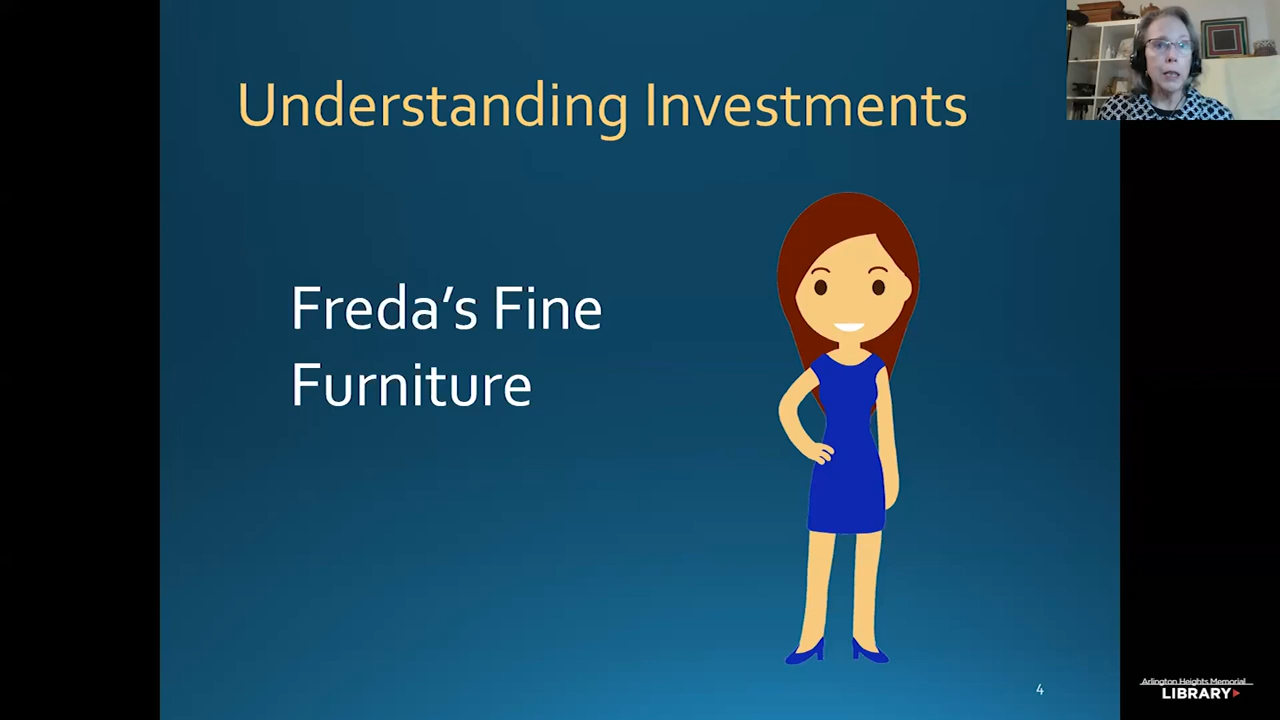 Understanding Investments
Freda’s Fine
Furniture
4
Arlington Heights Memorial
LIBRARY